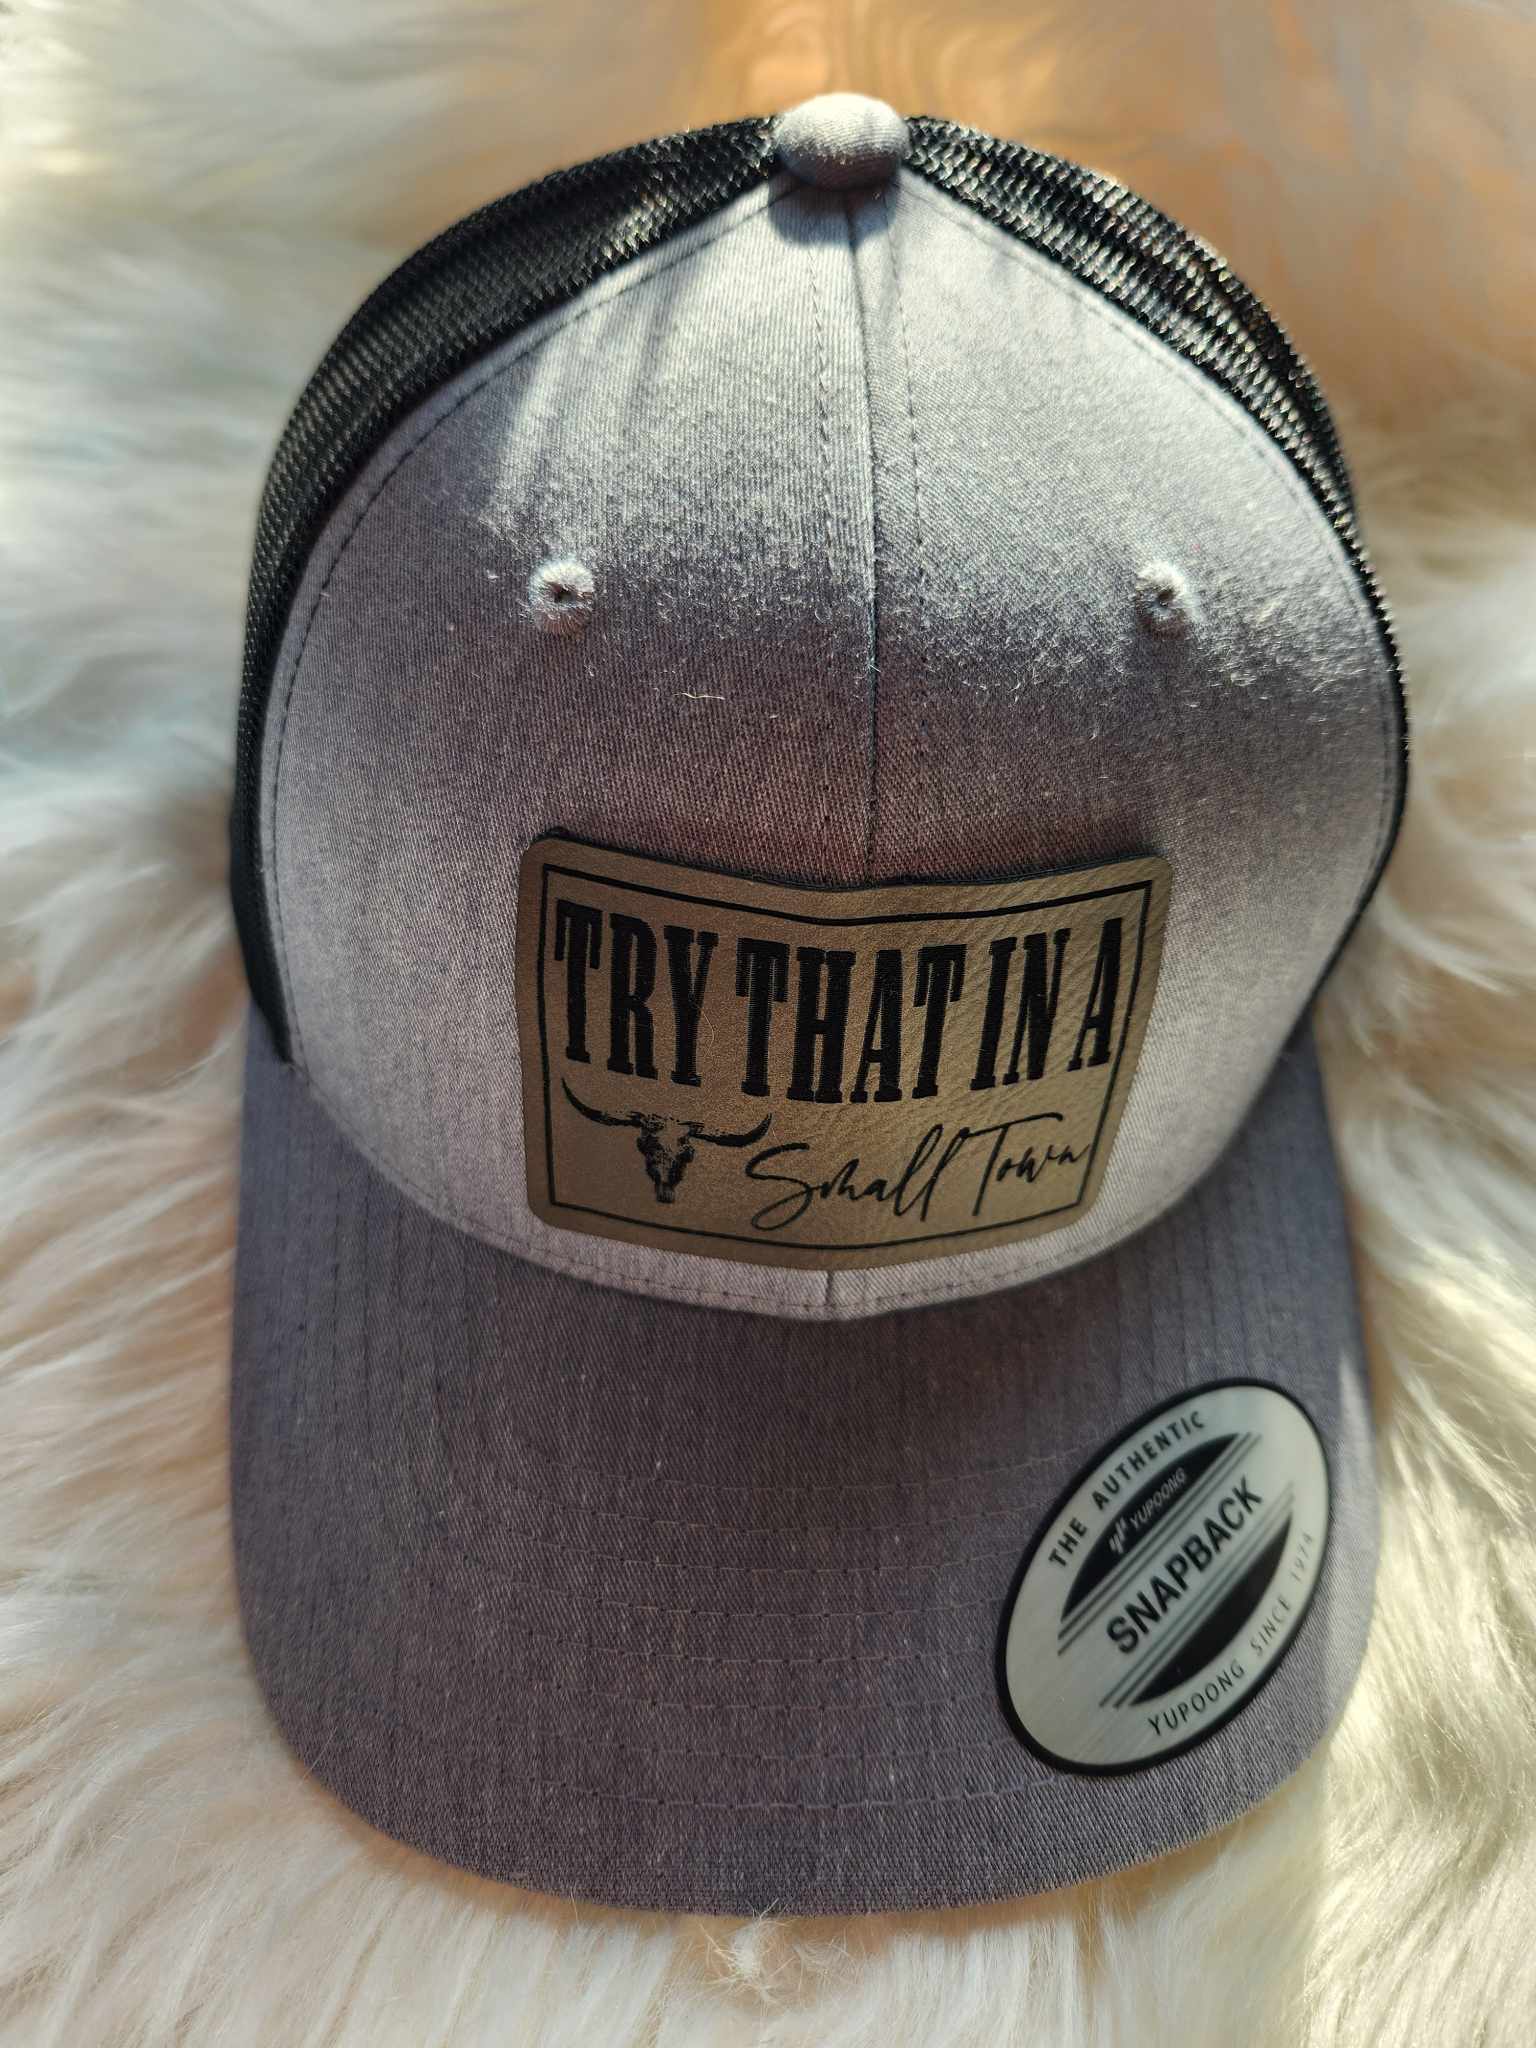 TRY THAT IN A
Small Town
THE AUTHENTIC
YUPOONG
SNAPBACK
YUPOONG SINCE 1974